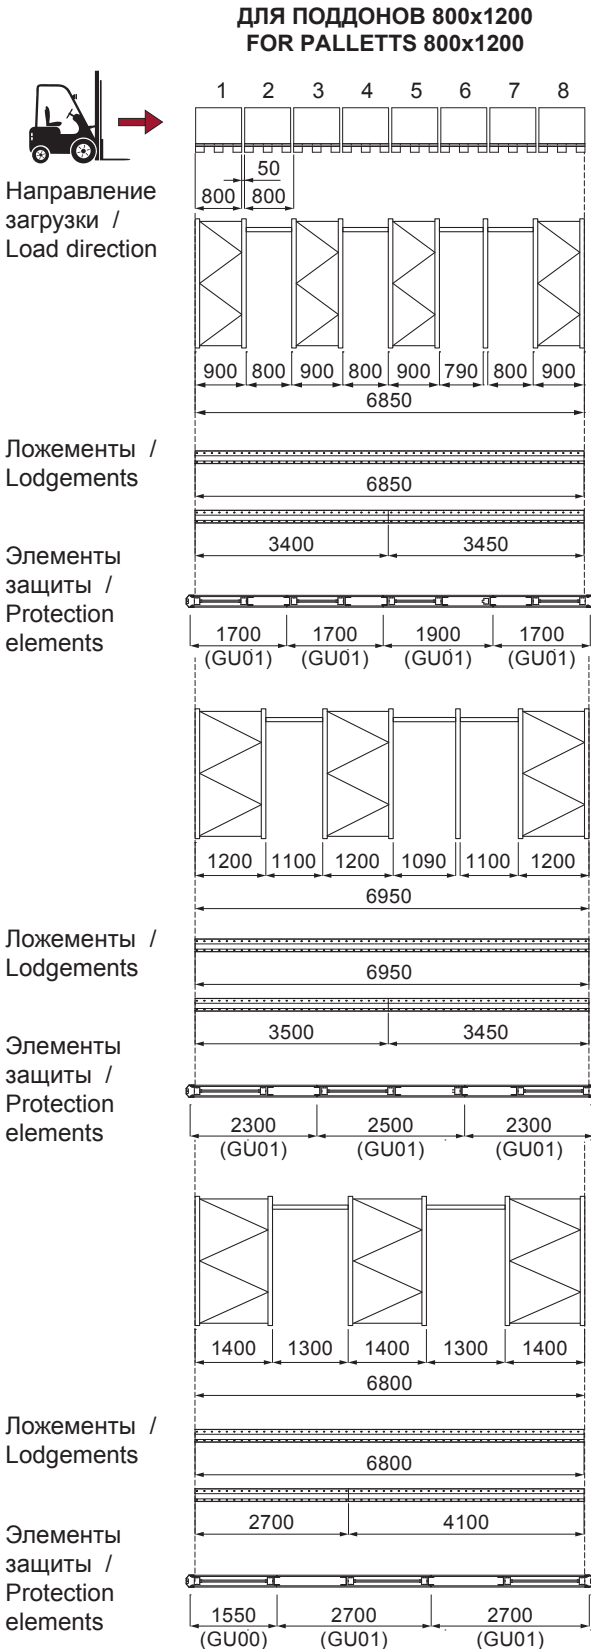 ДЛЯ ПОДДОНОВ 800x1200
FOR PALLETTS 800x1200
1 2 3 4 5 6 7 8
50
800 800
Направление
загрузки /
Load direction
900 800 900 800 900 790 800 900
6850
Ложементы /
Lodgements
6850
3400 3450
Элементы
защиты /
Protection
elements
1700 1700 1900 1700
(GU01) (GU01) (GU01) (GU01)
1200 1100 1200 1090 1100 1200
6950
Ложементы /
Lodgements
6950
3500 3450
Элементы
защиты /
Protection
elements
2300 2500 2300
(GU01) (GU01) (GU01)
1400 1300 1400 1300 1400
6800
Ложементы /
Lodgements
6800
2700 4100
Элементы
защиты /
Protection
elements
1550 2700 2700
(GU00) (GU01) (GU01)